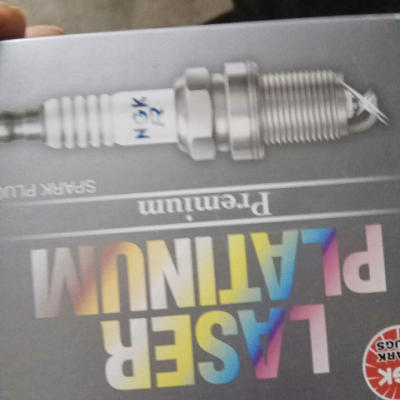 LASER
PLATINUM
Premium
SPARK PLUG
NGK
R